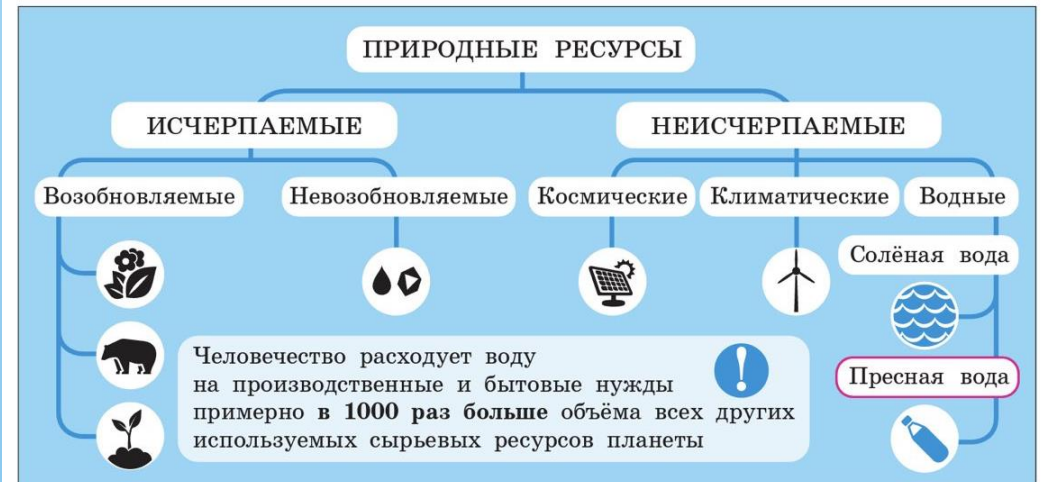 ПРИРОДНЫЕ РЕСУРСЫ
ИСЧЕРПАЕМЫЕ
НЕИСЧЕРПАЕМЫЕ
Возобновляемые
Невозобновляемые
Космические
Климатические
Водные
Солёная вода
Пресная вода
Человечество расходует воду
на производственные и бытовые нужды
примерно в 1000 раз больше объёма всех других
используемых сырьевых ресурсов планеты
!